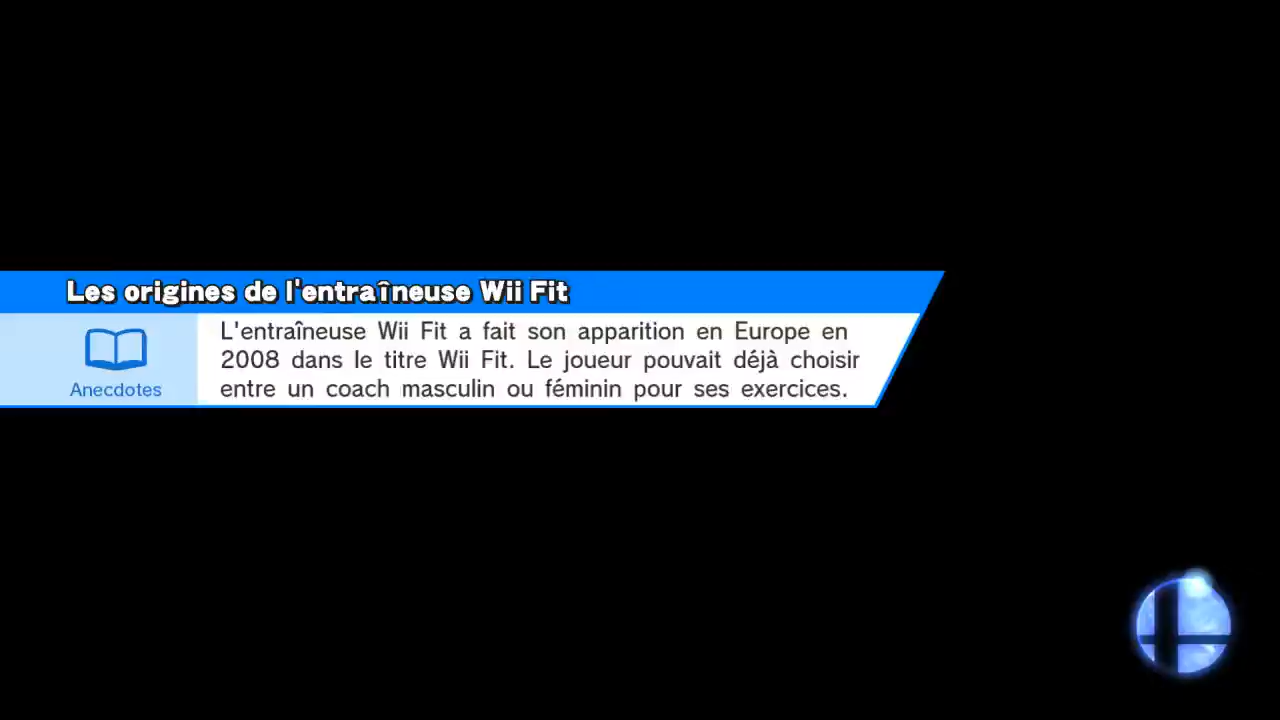 Les origines de l'entraîneuse Wii Fit
L'entraîneuse Wii Fit a fait son apparition en Europe en
2008 dans le titre Wii Fit. Le joueur pouvait déjà choisir
entre un coach masculin ou féminin pour ses exercices.
Anecdotes